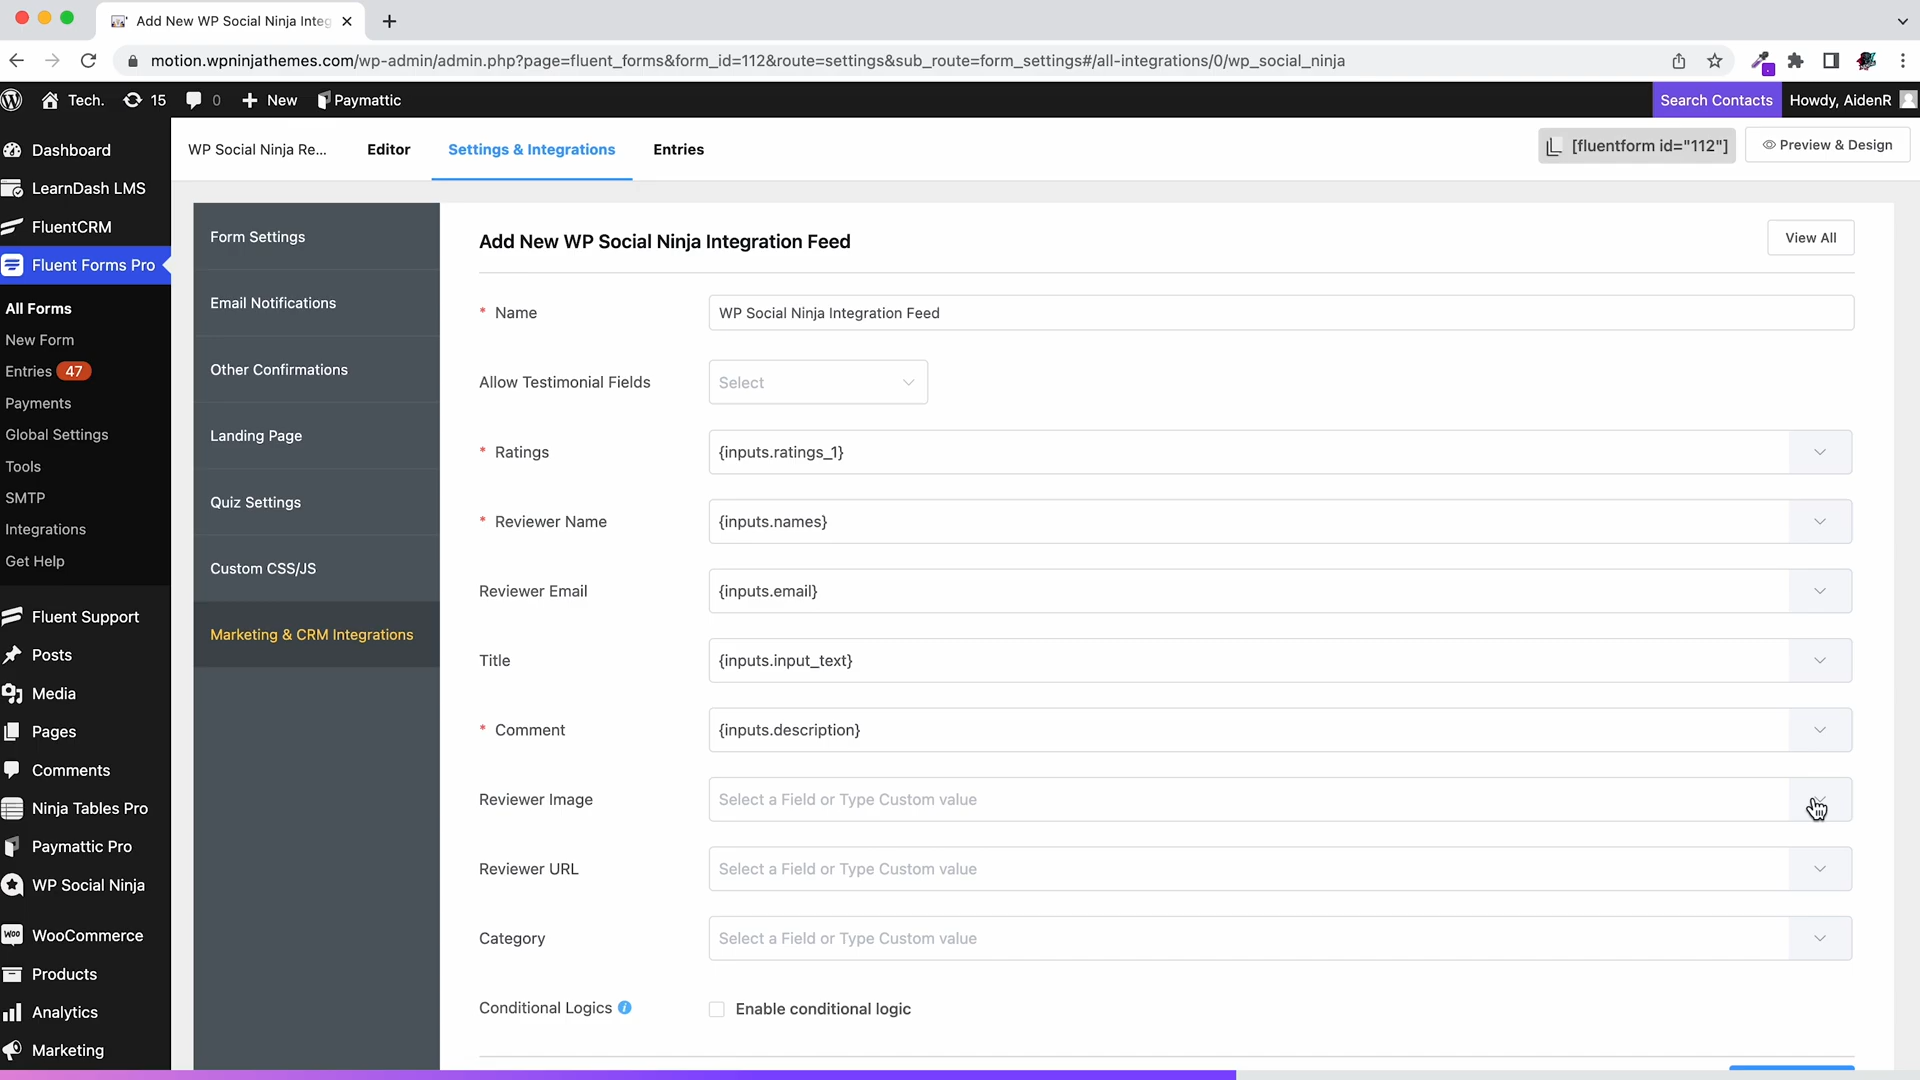 Add New WP Social Ninja Integ
motion.wpninjathemes.com/wp-admin/admin.php?page=fluent_forms&form_id=112&route=settings&sub_route=form_settings#/all-integrations/0/wp_social_ninja
Tech. 15 0 New Paymattic Search Contacts Howdy, AidenR
WP Social Ninja Re... Editor Settings & Integrations Entries [fluentform id="112"] Preview & Design
Dashboard
LearnDash LMS
FluentCRM
Fluent Forms Pro
All Forms
New Form
Entries 47
Payments
Global Settings
Tools
SMTP
Integrations
Get Help
Fluent Support
Posts
Media
Pages
Comments
Ninja Tables Pro
Paymattic Pro
WP Social Ninja
WooCommerce
Products
Analytics
Marketing
Form Settings
Email Notifications
Other Confirmations
Landing Page
Quiz Settings
Custom CSS/JS
Marketing & CRM Integrations
Add New WP Social Ninja Integration Feed View All
* Name WP Social Ninja Integration Feed
Allow Testimonial Fields Select
* Ratings {inputs.ratings_1}
* Reviewer Name {inputs.names}
Reviewer Email {inputs.email}
Title {inputs.input_text}
* Comment {inputs.description}
Reviewer Image Select a Field or Type Custom value
Reviewer URL Select a Field or Type Custom value
Category Select a Field or Type Custom value
Conditional Logics Enable conditional logic